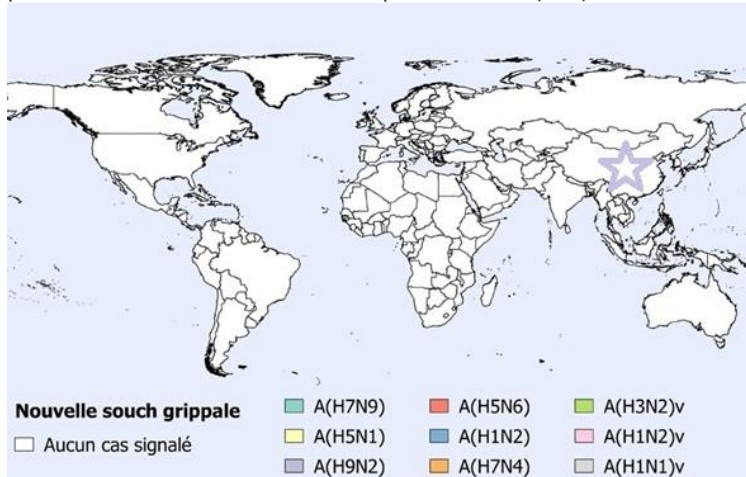 Nouvelle souch grippale
Aucun cas signalé
A(H7N9)
A(H5N1)
A(H9N2)
A(H5N6)
A(H1N2)
A(H7N4)
A(H3N2)v
A(H1N2)v
A(H1N1)v